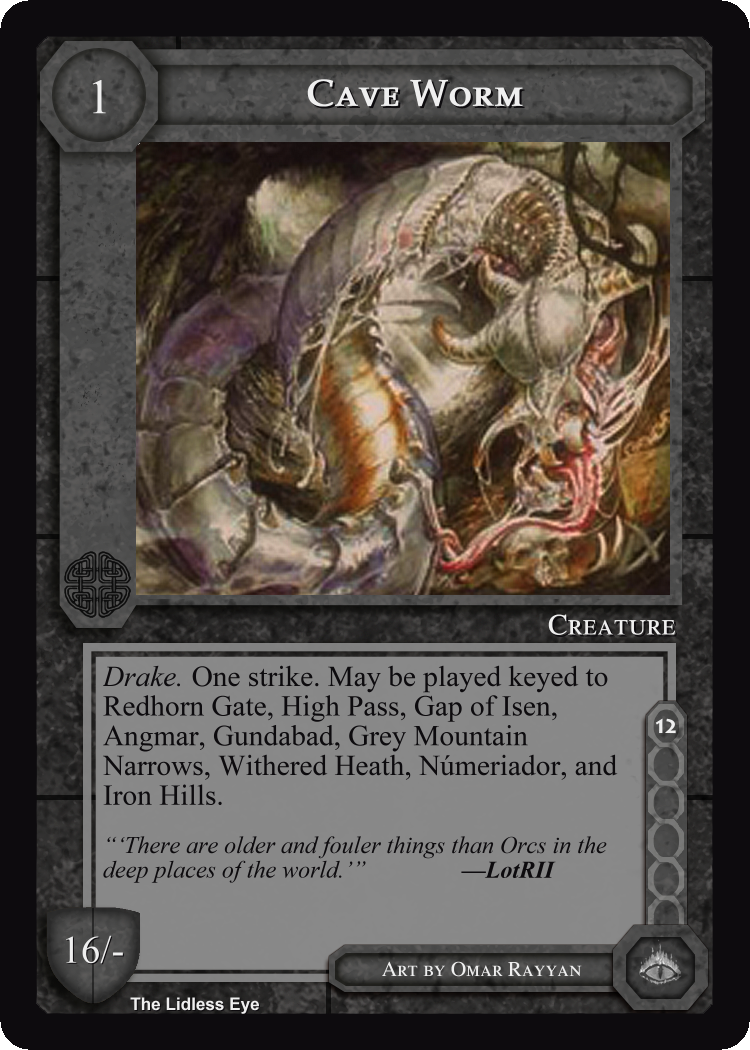 1
Cave Worm
Creature
Drake. One strike. May be played keyed to
Redhorn Gate, High Pass, Gap of Isen,
Angmar, Gundabad, Grey Mountain
Narrows, Withered Heath, Númeriador, and
Iron Hills.
12
“‘There are older and fouler things than Orcs in the
deep places of the world.’” —LotRII
16/-
Art by Omar Rayyan
The Lidless Eye